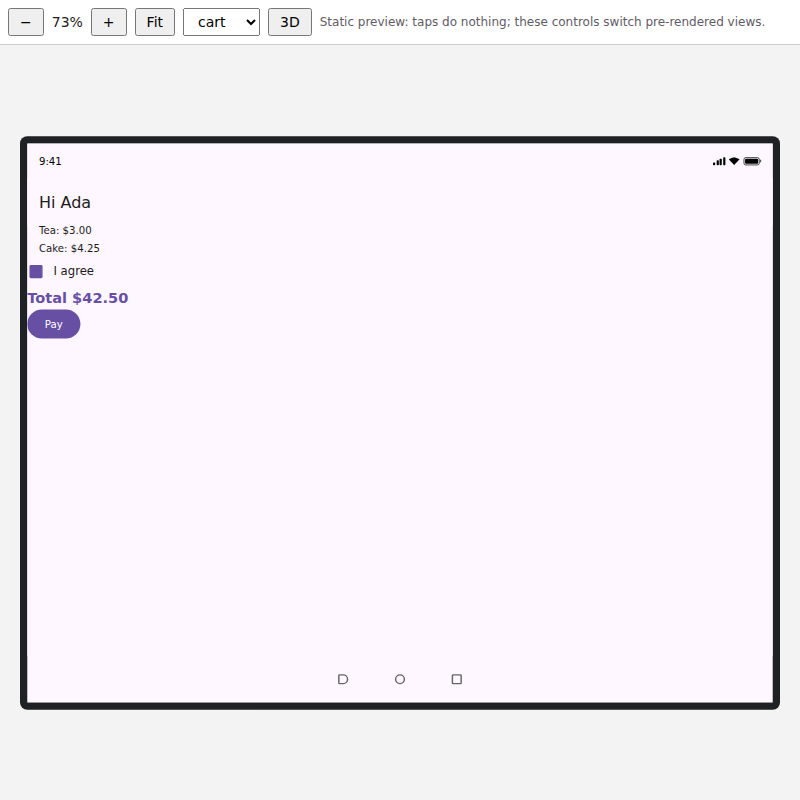 − 73% + Fit cart 3D Static preview: taps do nothing; these controls switch pre-rendered views.
9:41
Hi Ada
Tea: $3.00
Cake: $4.25
I agree
Total $42.50
Pay